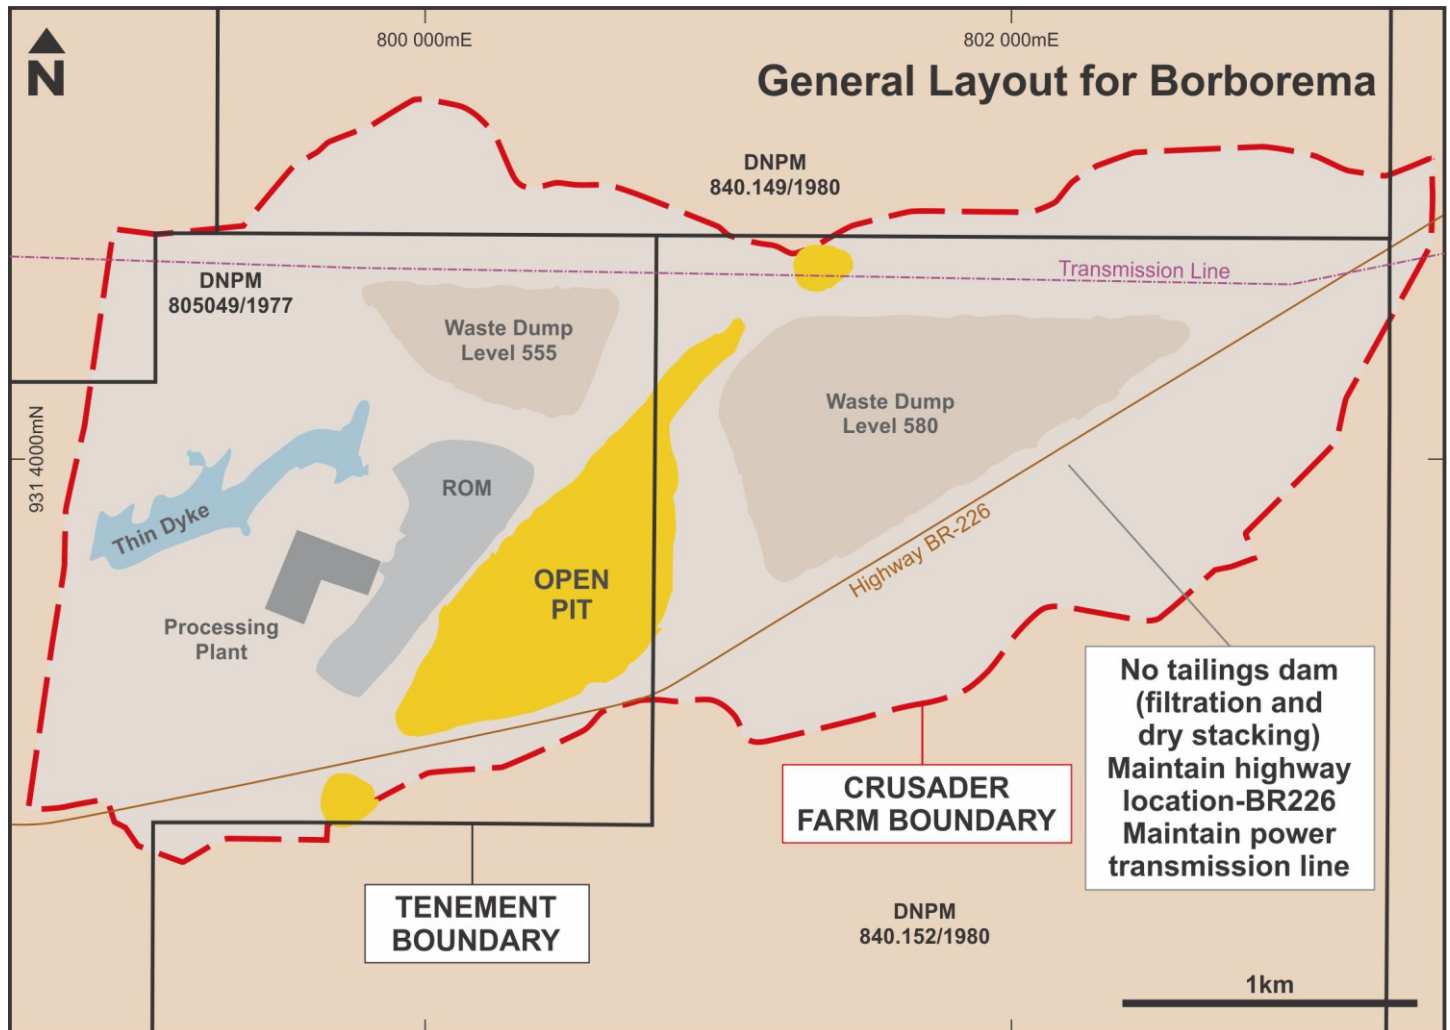 800 000mE
802 000mE
N
General Layout for Borborema
DNPM
840.149/1980
Transmission Line
DNPM
805049/1977
Waste Dump
Level 555
Waste Dump
Level 580
931 4000mN
ROM
Thin Dyke
Highway BR-226
OPEN
PIT
Processing
Plant
No tailings dam
(filtration and
dry stacking)
Maintain highway
location-BR226
Maintain power
transmission line
CRUSADER
FARM BOUNDARY
TENEMENT
BOUNDARY
DNPM
840.152/1980
1km